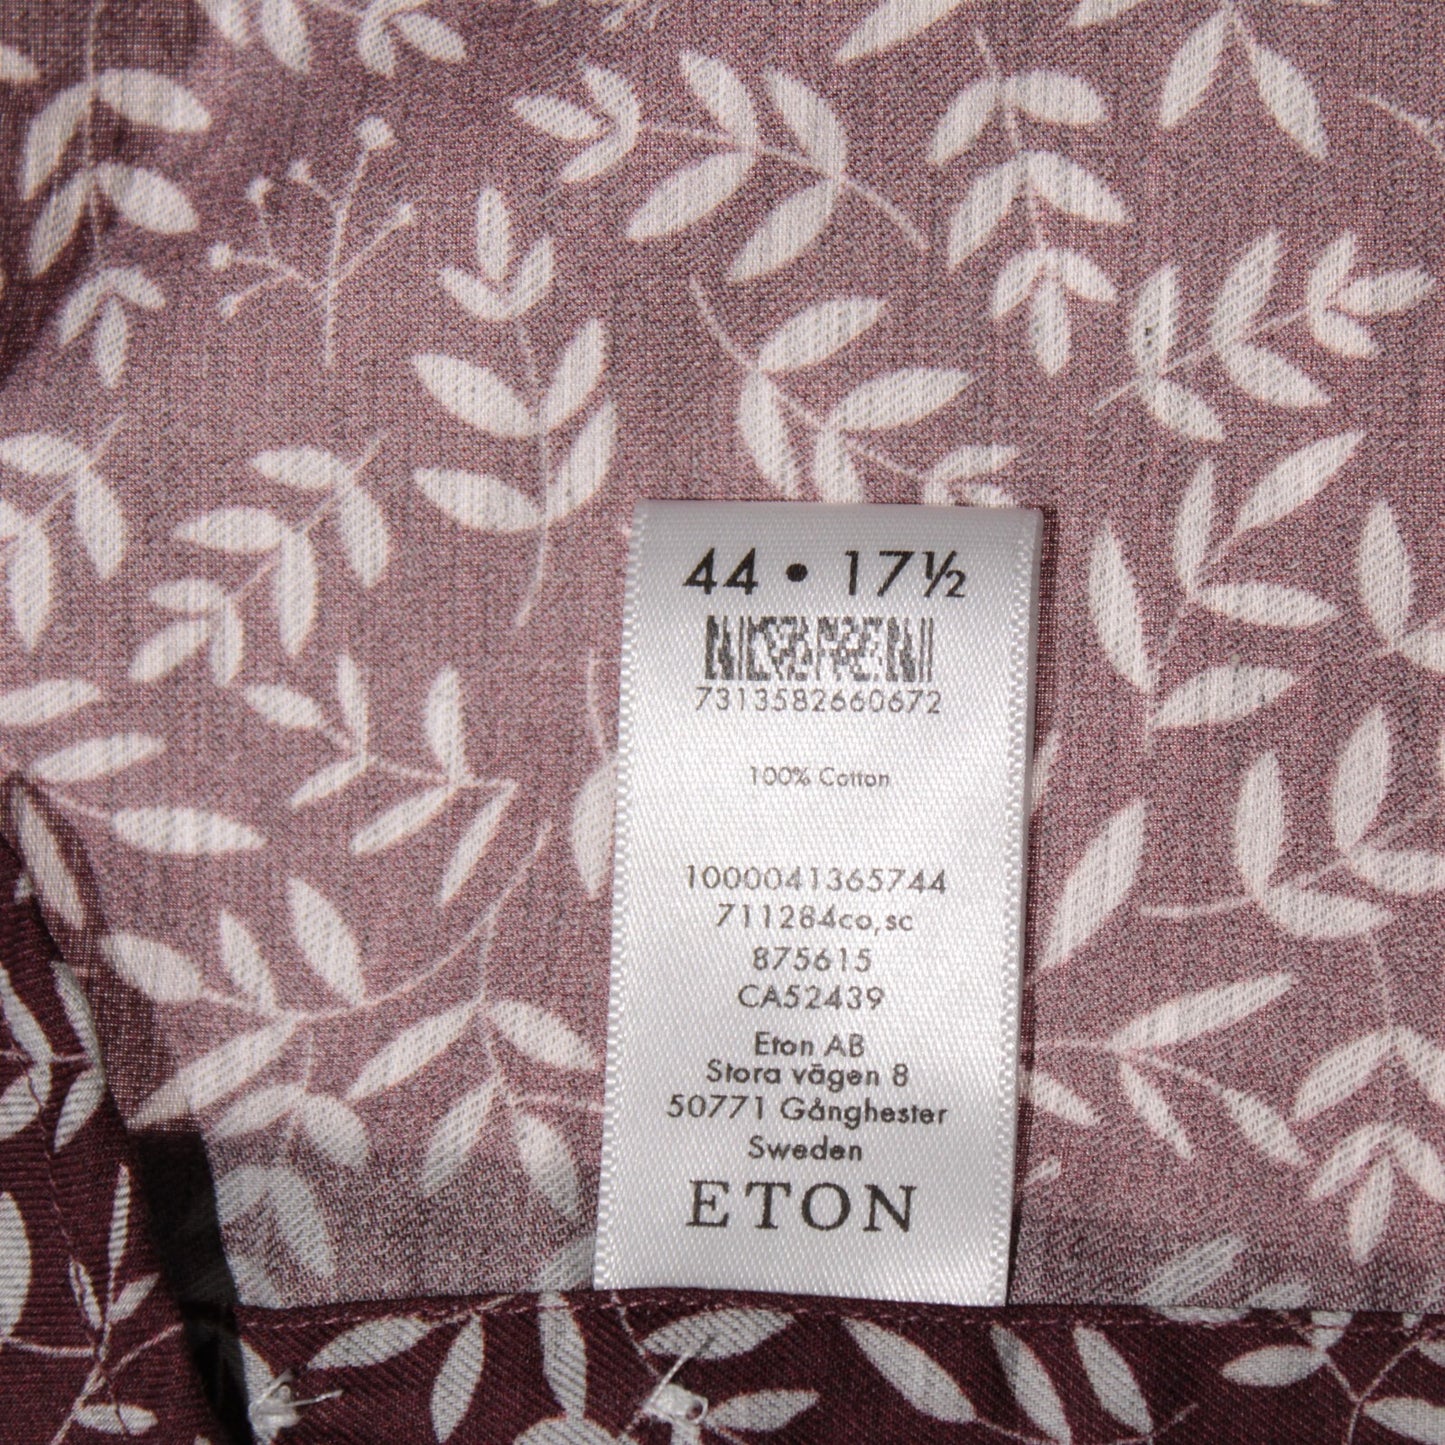 44 • 17½
7313582660672
100% Cotton
1000041365744
711284co,sc
875615
CA52439
Eton AB
Stora vägen 8
50771 Gånghester
Sweden
ETON